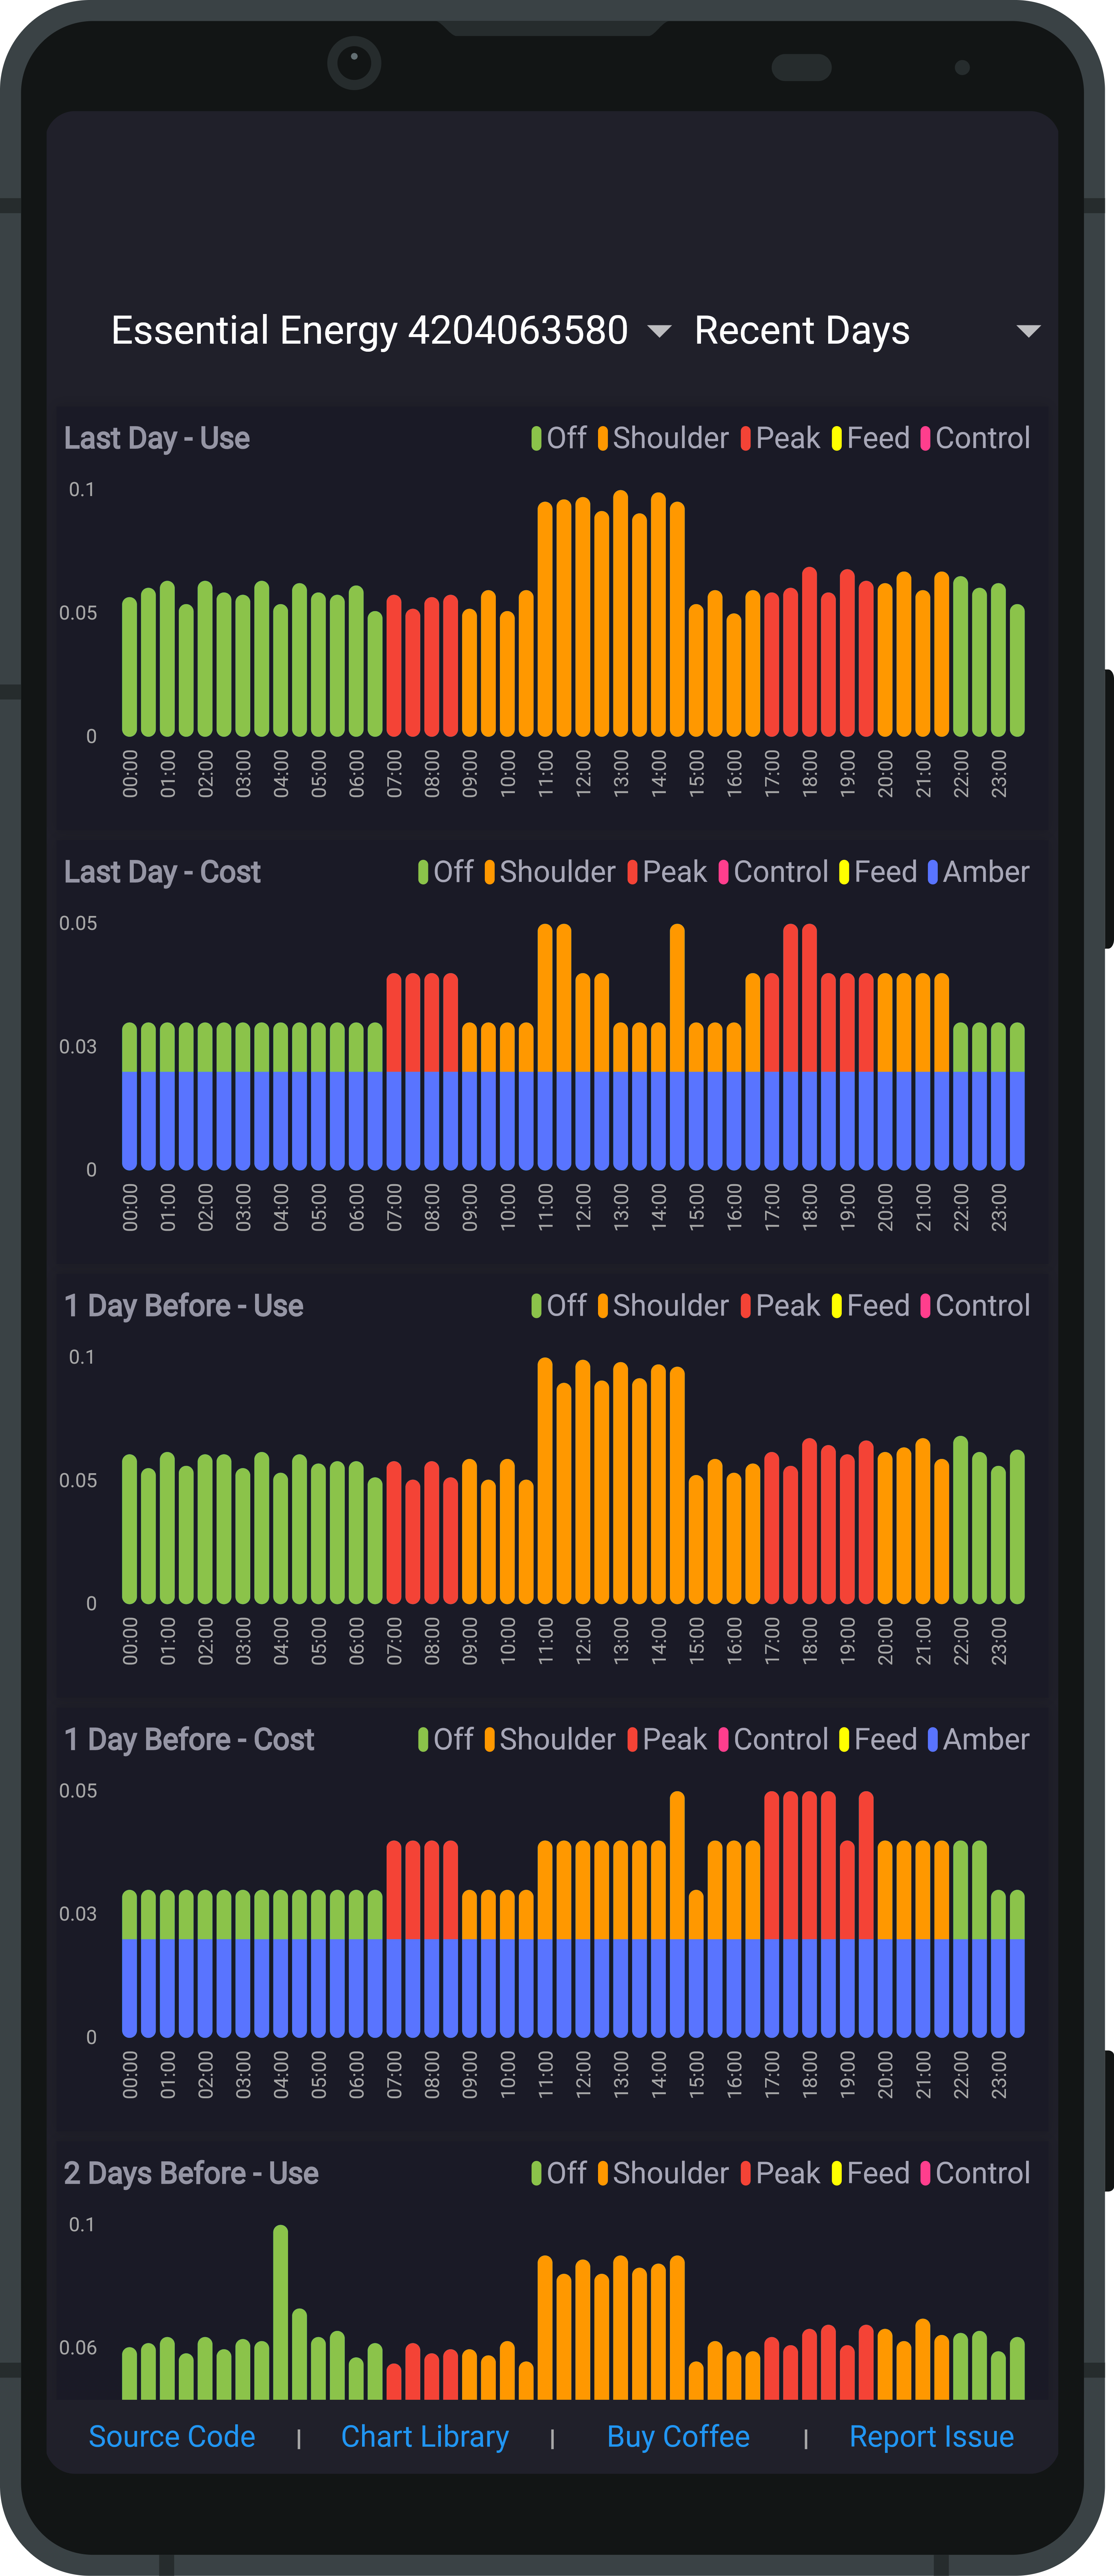 Essential Energy 4204063580 Recent Days
Last Day - Use Off Shoulder Peak Feed Control
0.1
0.05
0
00:00 01:00 02:00 03:00 04:00 05:00 06:00 07:00 08:00 09:00 10:00 11:00 12:00 13:00 14:00 15:00 16:00 17:00 18:00 19:00 20:00 21:00 22:00 23:00
Last Day - Cost Off Shoulder Peak Control Feed Amber
0.05
0.03
0
00:00 01:00 02:00 03:00 04:00 05:00 06:00 07:00 08:00 09:00 10:00 11:00 12:00 13:00 14:00 15:00 16:00 17:00 18:00 19:00 20:00 21:00 22:00 23:00
1 Day Before - Use Off Shoulder Peak Feed Control
0.1
0.05
0
00:00 01:00 02:00 03:00 04:00 05:00 06:00 07:00 08:00 09:00 10:00 11:00 12:00 13:00 14:00 15:00 16:00 17:00 18:00 19:00 20:00 21:00 22:00 23:00
1 Day Before - Cost Off Shoulder Peak Control Feed Amber
0.05
0.03
0
00:00 01:00 02:00 03:00 04:00 05:00 06:00 07:00 08:00 09:00 10:00 11:00 12:00 13:00 14:00 15:00 16:00 17:00 18:00 19:00 20:00 21:00 22:00 23:00
2 Days Before - Use Off Shoulder Peak Feed Control
0.1
0.06
Source Code | Chart Library | Buy Coffee | Report Issue